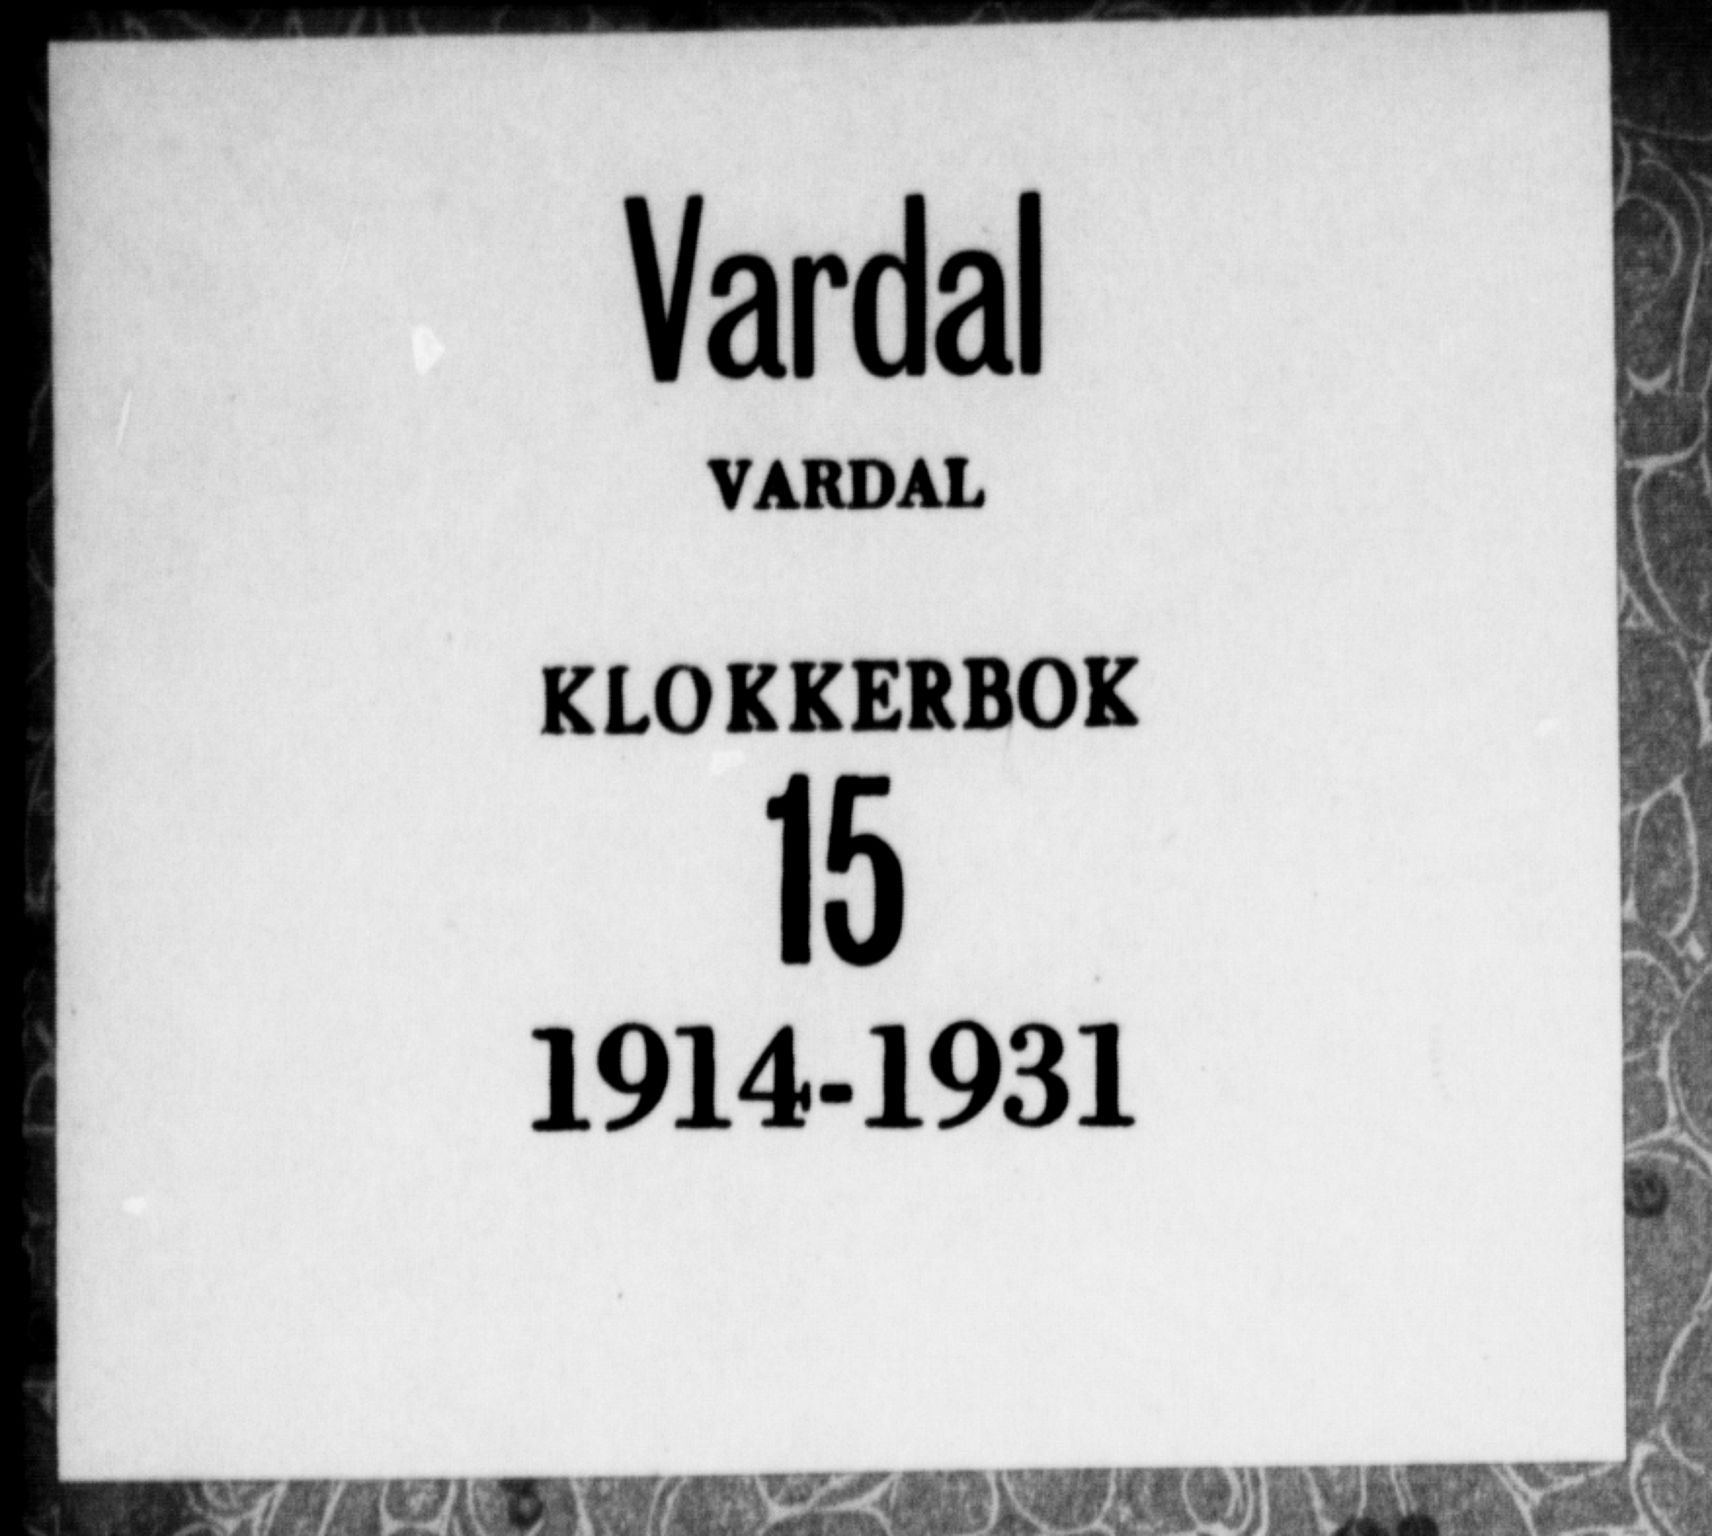 Vardal
VARDAL
KLOKKERBOK
15
1914-1931